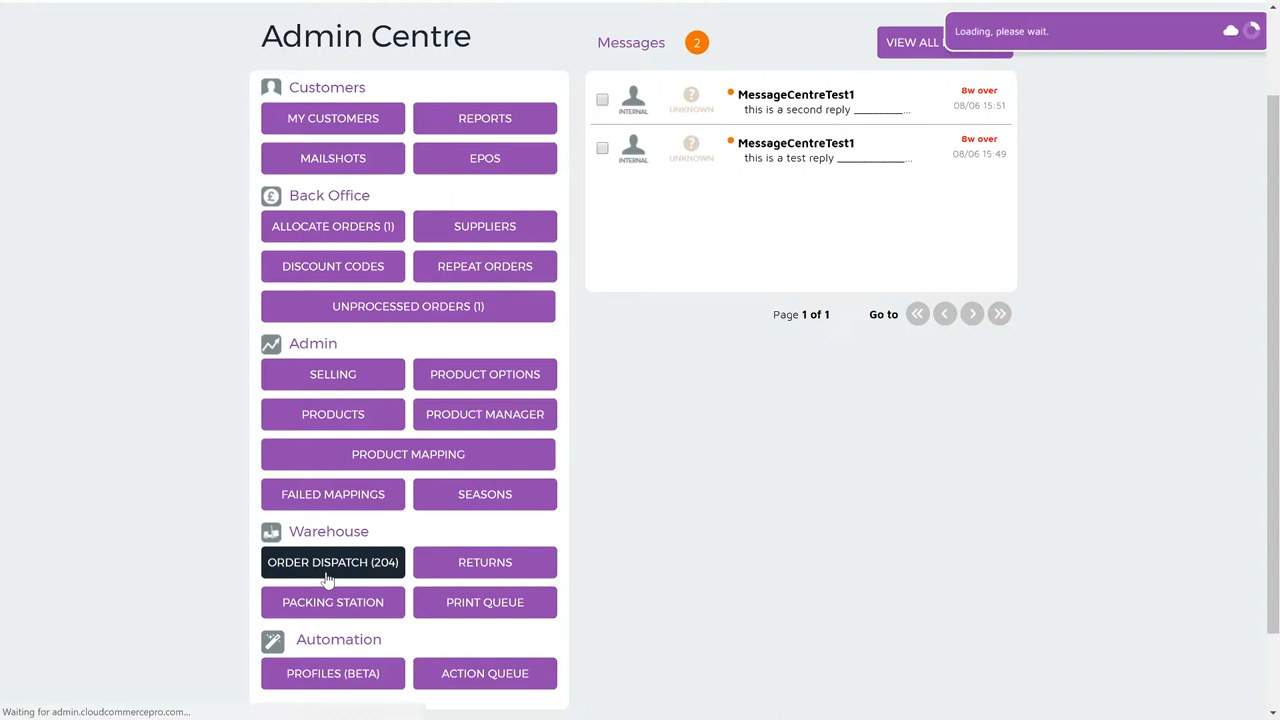 Admin Centre
Messages 2
VIEW ALL
Loading, please wait.
Customers
MY CUSTOMERS
REPORTS
MAILSHOTS
EPOS
Back Office
ALLOCATE ORDERS (1)
SUPPLIERS
DISCOUNT CODES
REPEAT ORDERS
UNPROCESSED ORDERS (1)
Admin
SELLING
PRODUCT OPTIONS
PRODUCTS
PRODUCT MANAGER
PRODUCT MAPPING
FAILED MAPPINGS
SEASONS
Warehouse
ORDER DISPATCH (204)
RETURNS
PACKING STATION
PRINT QUEUE
Automation
PROFILES (BETA)
ACTION QUEUE
INTERNAL
? UNKNOWN
MessageCentreTest1
this is a second reply __________...
8w over
08/06 15:51
INTERNAL
? UNKNOWN
MessageCentreTest1
this is a test reply _______________...
8w over
08/06 15:49
Page 1 of 1
Go to
Waiting for admin.cloudcommercepro.com...